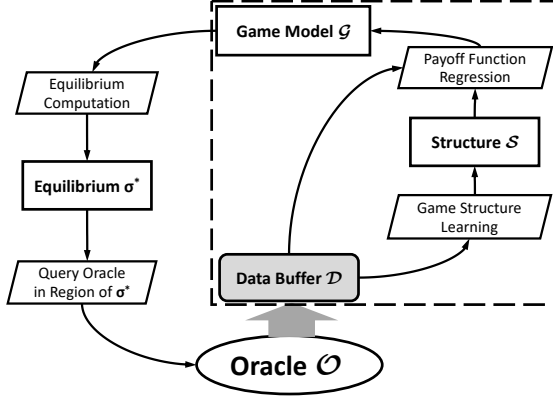 Game Model 𝒢
Equilibrium
Computation
Payoff Function
Regression
Equilibrium σ*
Structure 𝒮
Game Structure
Learning
Query Oracle
in Region of σ*
Data Buffer 𝒟
Oracle 𝒪